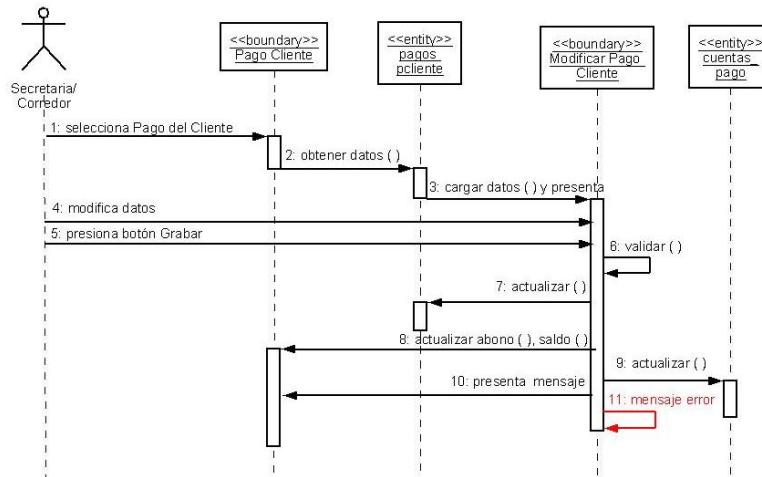 Secretaria/
Corredor
<<boundary>>
Pago Cliente
<<entity>>
pagos_
pcliente
<<boundary>>
Modificar Pago
Cliente
<<entity>>
cuentas_
pago
1: selecciona Pago del Cliente
2: obtener datos ( )
3: cargar datos ( ) y presenta
4: modifica datos
5: presiona botón Grabar
6: validar ( )
7: actualizar ( )
8: actualizar abono ( ), saldo ( )
9: actualizar ( )
10: presenta mensaje
11: mensaje error